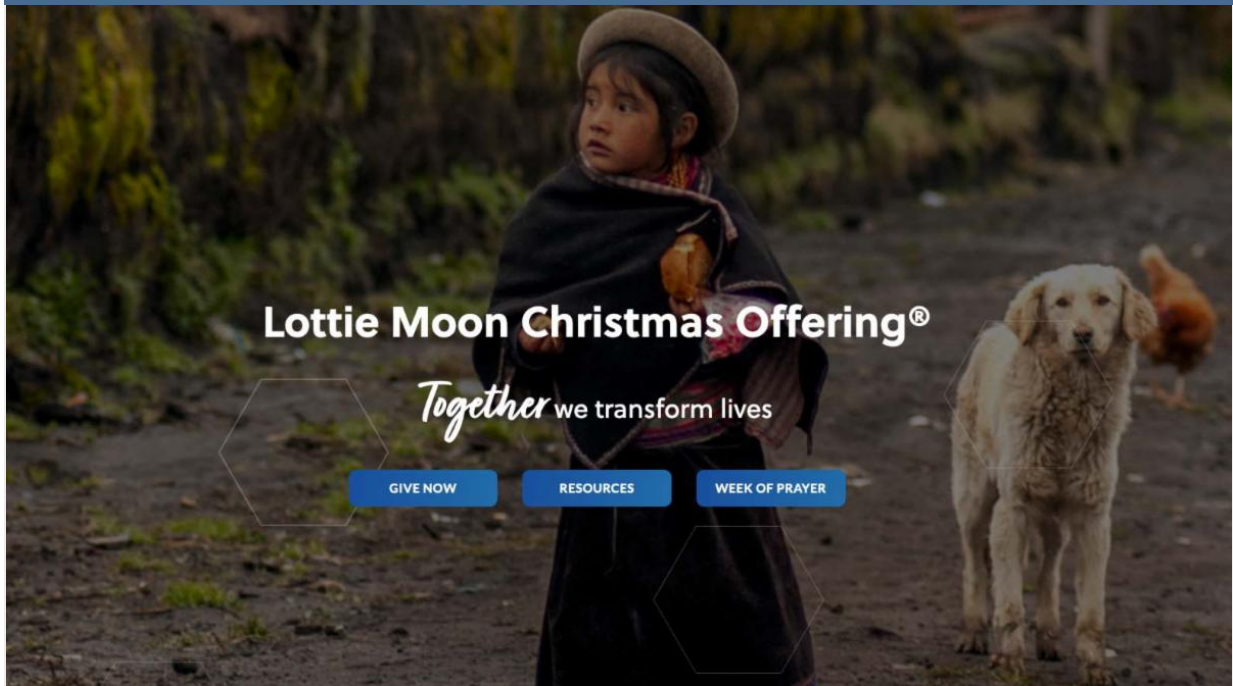 Lottie Moon Christmas Offering®
Together we transform lives
GIVE NOW
RESOURCES
WEEK OF PRAYER